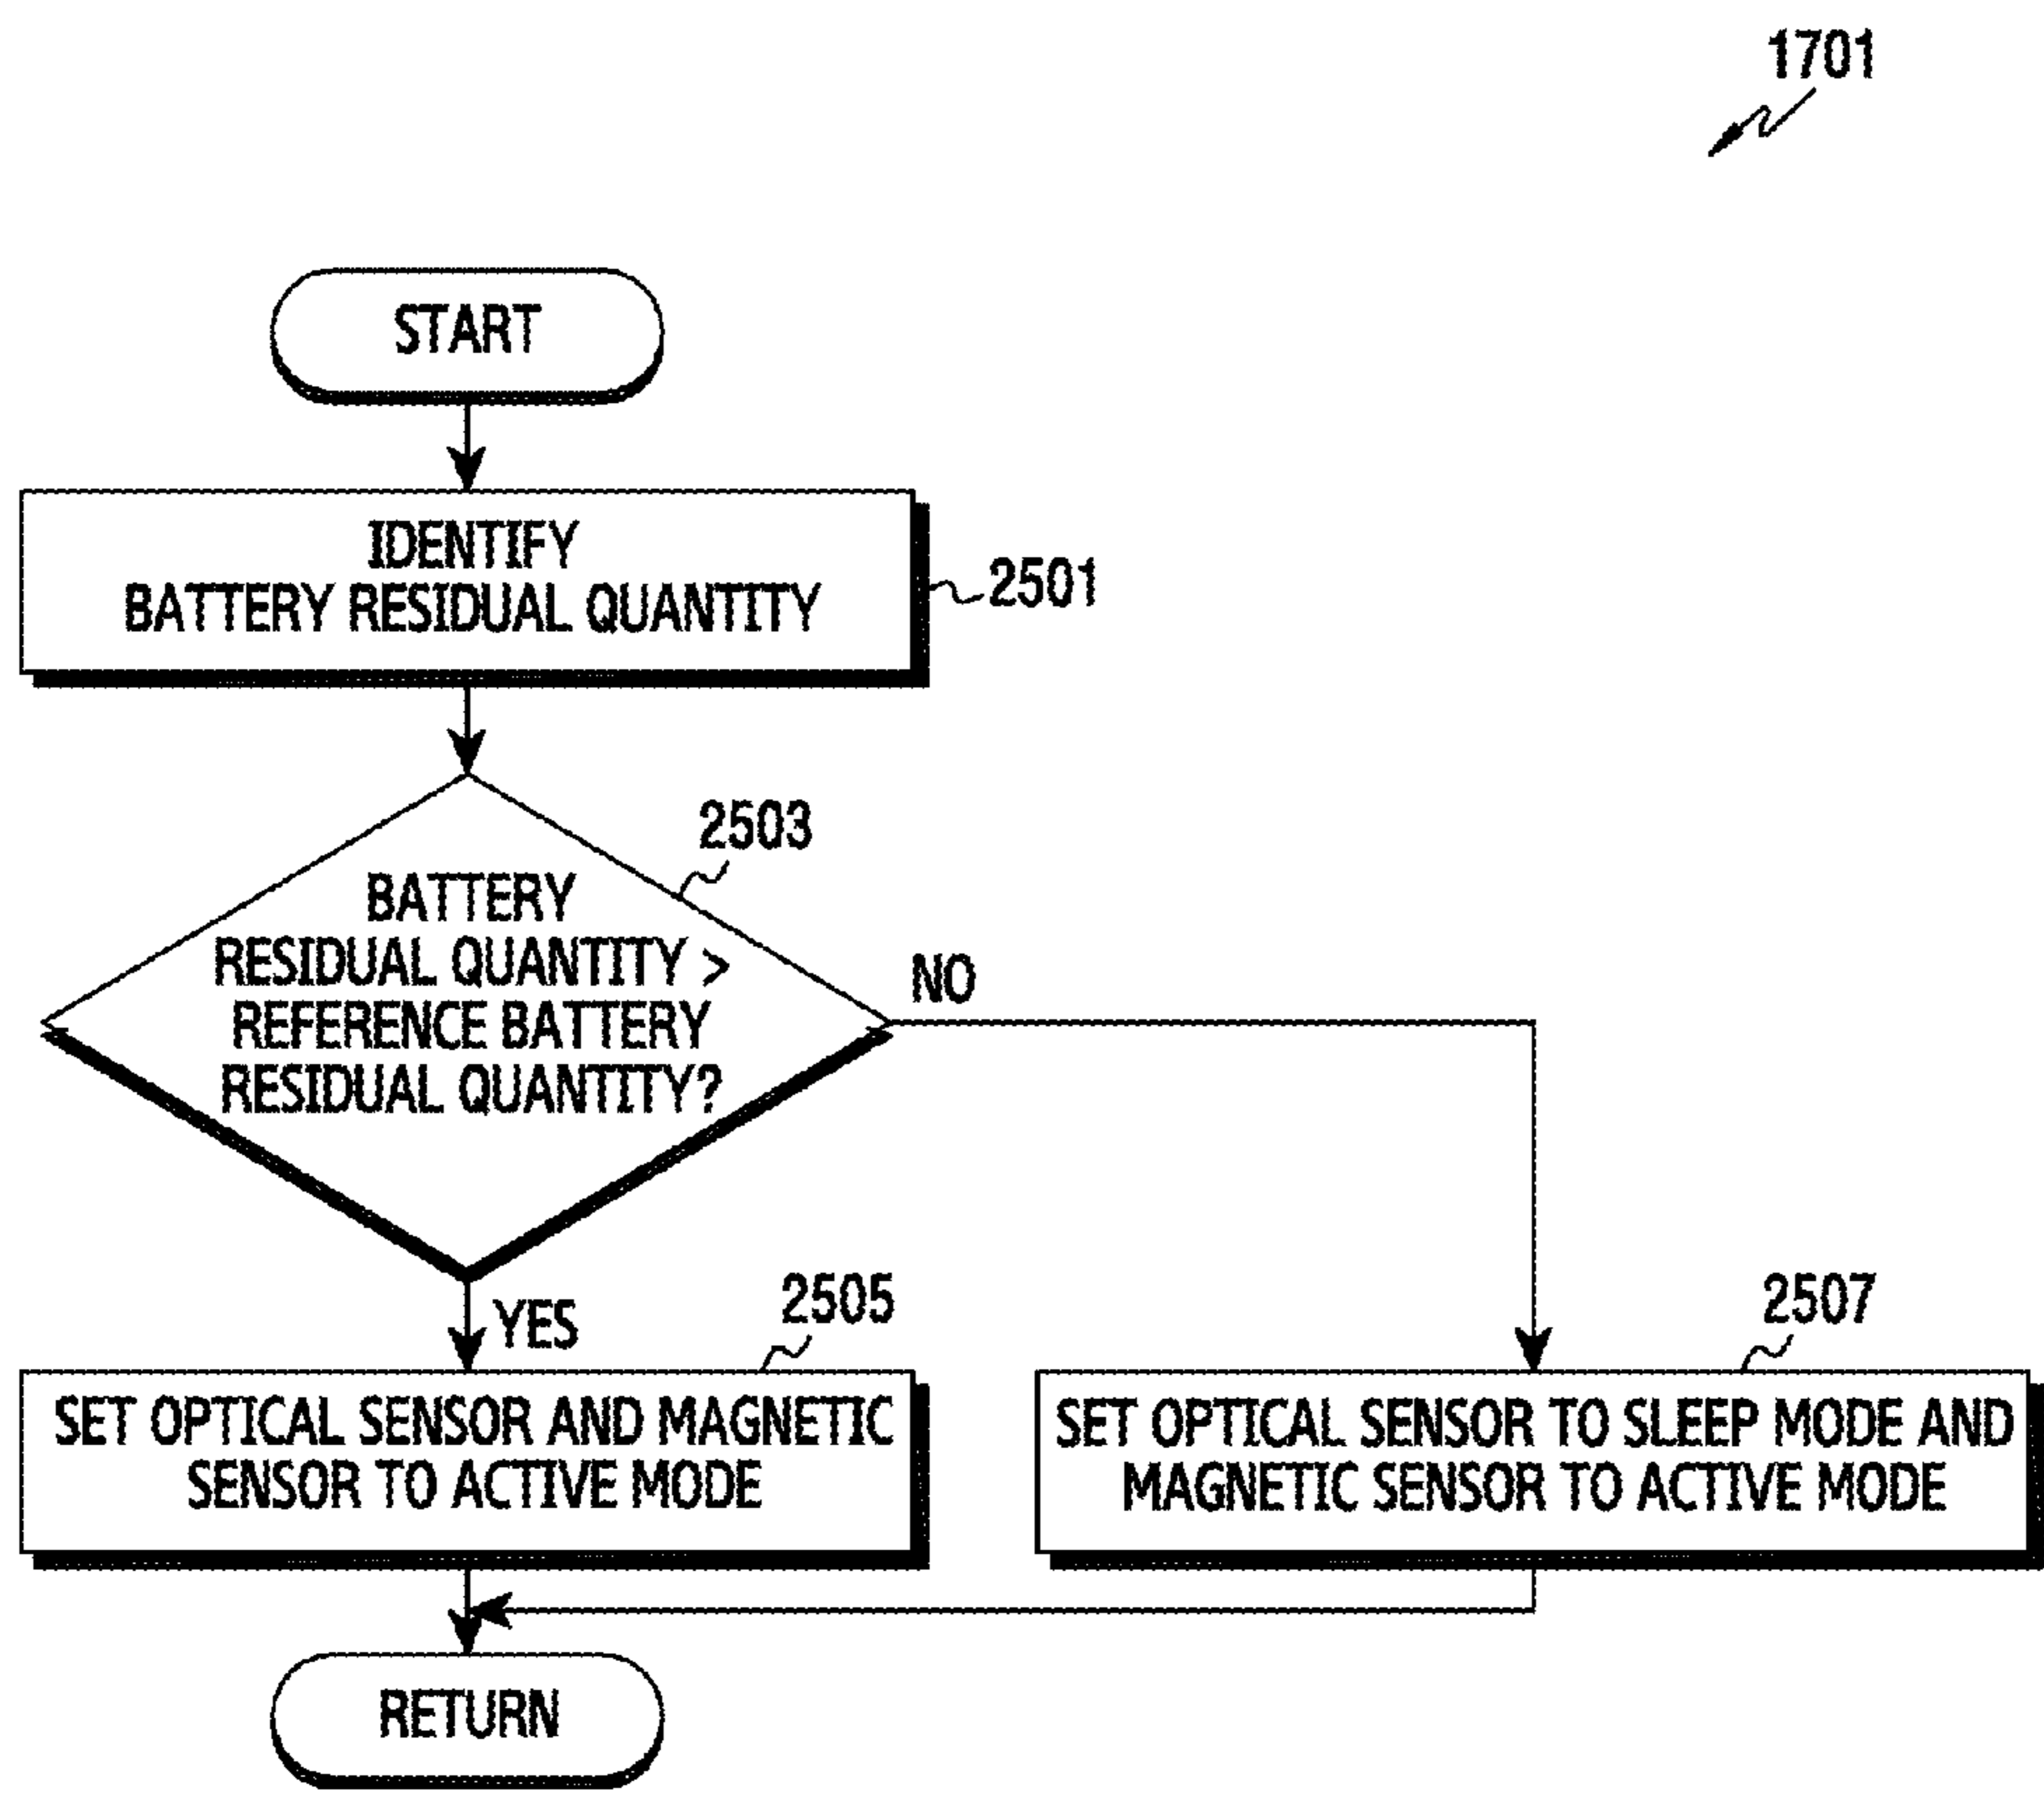 1701
START
IDENTIFY
BATTERY RESIDUAL QUANTITY
2501
2503
BATTERY
RESIDUAL QUANTITY >
REFERENCE BATTERY
RESIDUAL QUANTITY?
NO
YES
2505
SET OPTICAL SENSOR AND MAGNETIC
SENSOR TO ACTIVE MODE
2507
SET OPTICAL SENSOR TO SLEEP MODE AND
MAGNETIC SENSOR TO ACTIVE MODE
RETURN